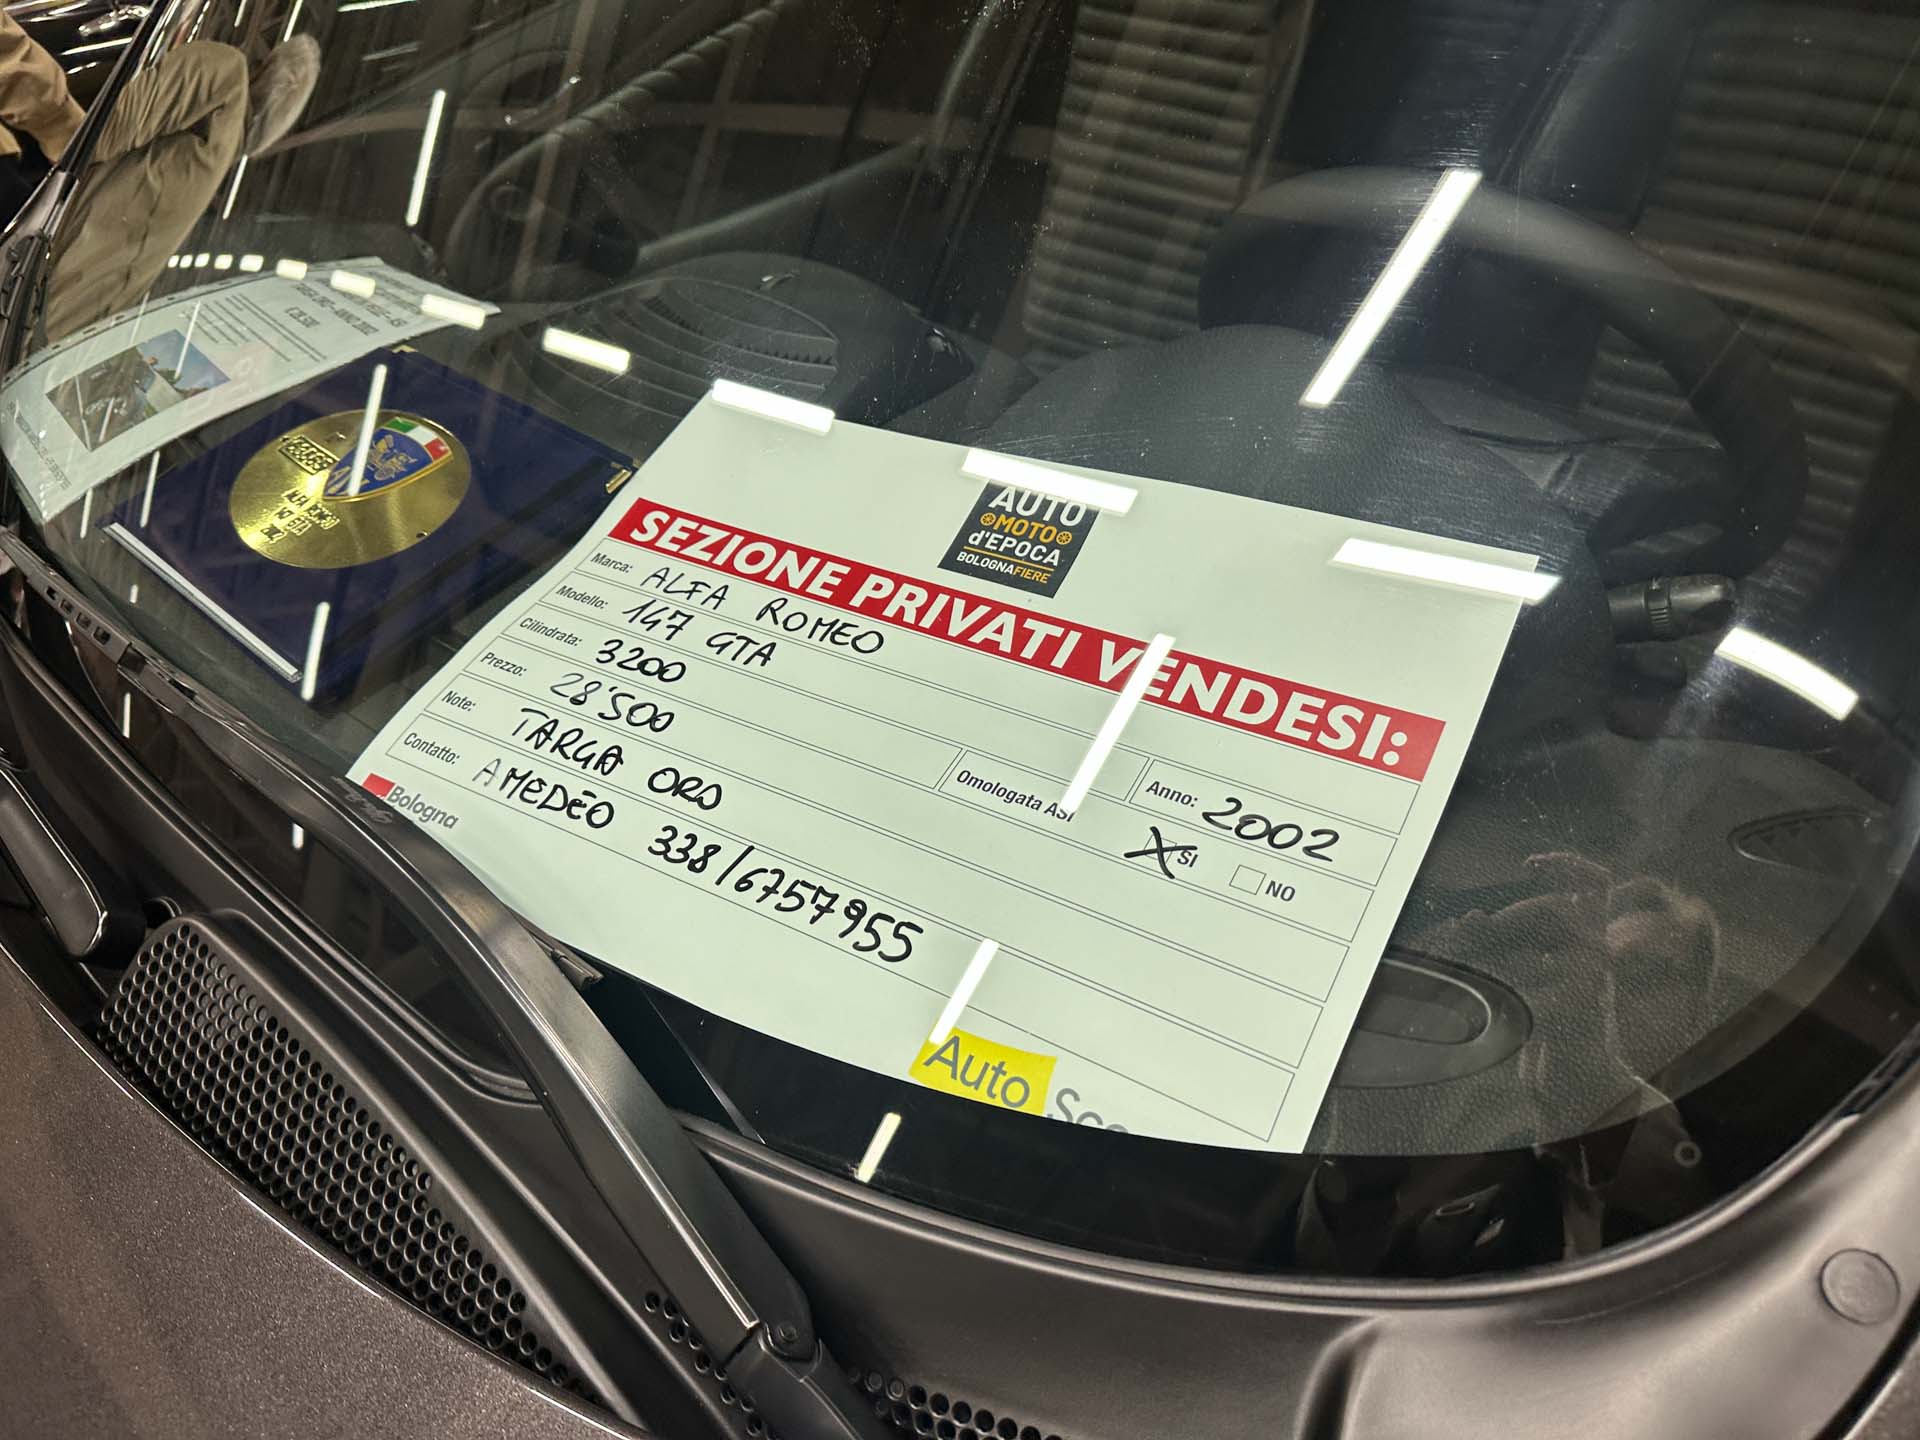 AUTO
MOTO
d'EPOCA
BOLOGNAFIERE
SEZIONE PRIVATI VENDESI:
Marca: ALFA ROMEO
Modello: 147 GTA
Cilindrata: 3200
Anno: 2002
Prezzo: 28'500
Omologata ASI
SI
NO
Note: TARGA ORO
Contatto: AMEDEO 338/6757955
Bologna
Auto Sco